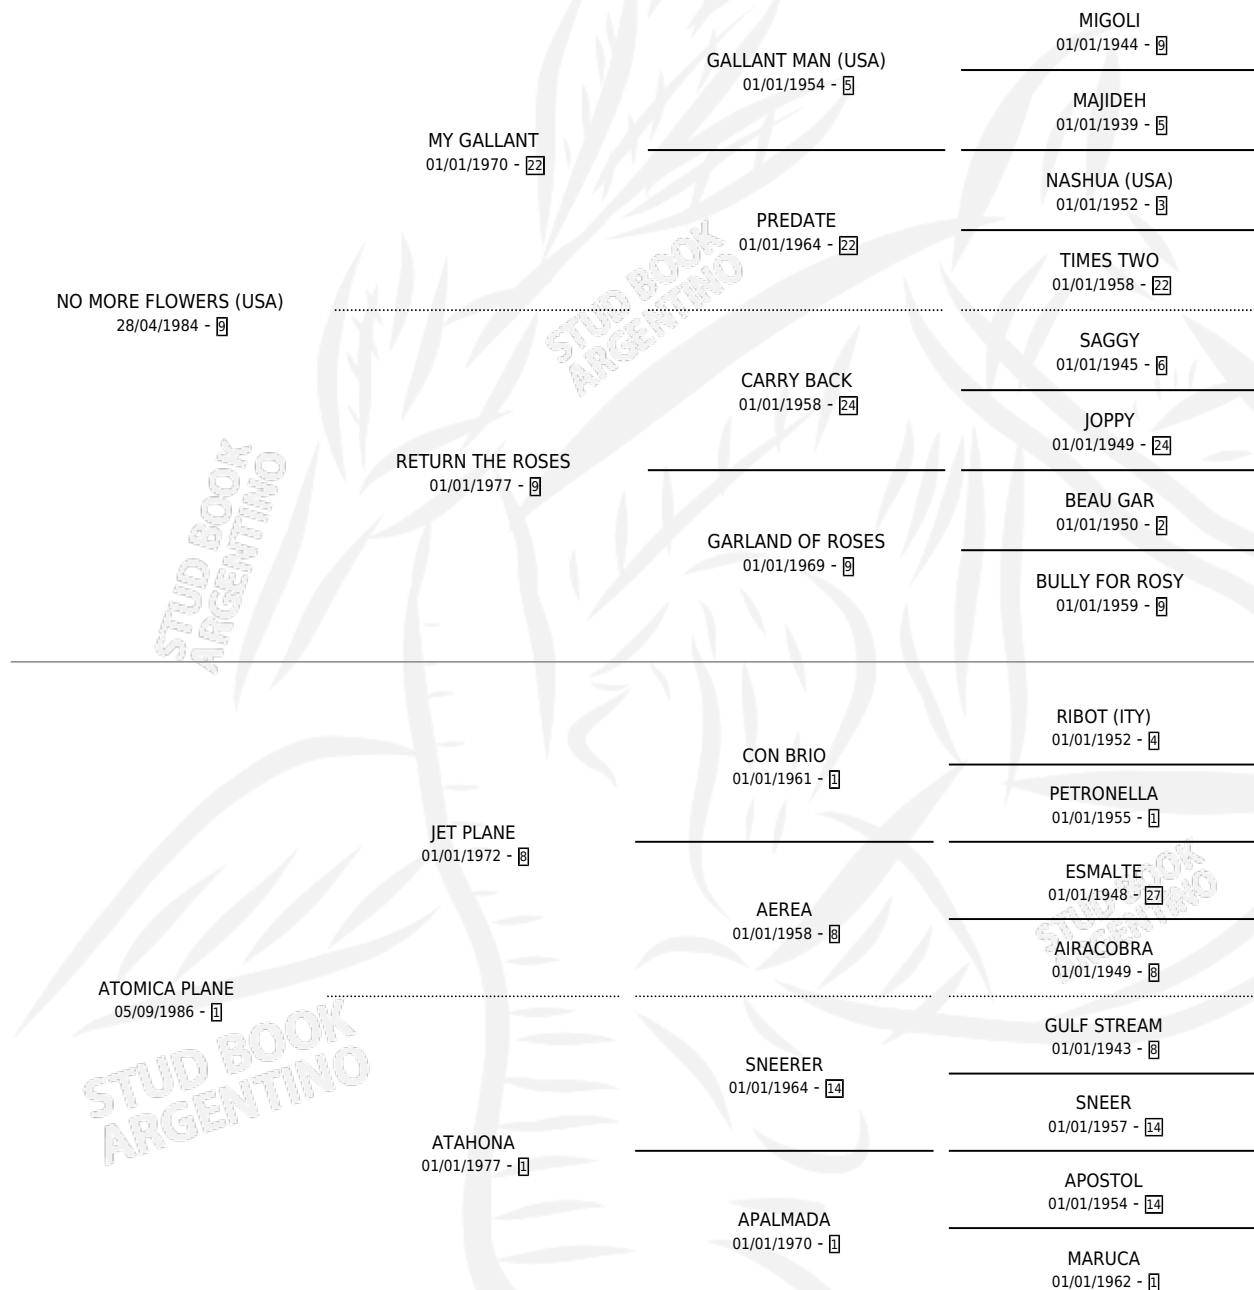 MIGOLI
01/01/1944 - 9
GALLANT MAN (USA)
01/01/1954 - 5
MAJIDEH
01/01/1939 - 5
MY GALLANT
01/01/1970 - 22
NASHUA (USA)
01/01/1952 - 3
PREDATE
01/01/1964 - 22
TIMES TWO
01/01/1958 - 22
NO MORE FLOWERS (USA)
28/04/1984 - 9
SAGGY
01/01/1945 - 6
CARRY BACK
01/01/1958 - 24
JOPPY
01/01/1949 - 24
RETURN THE ROSES
01/01/1977 - 9
BEAU GAR
01/01/1950 - 2
GARLAND OF ROSES
01/01/1969 - 9
BULLY FOR ROSY
01/01/1959 - 9
STUD BOOK
ARGENTINO
STUD BOOK
ARGENTINO
RIBOT (ITY)
01/01/1952 - 4
CON BRIO
01/01/1961 - 1
PETRONELLA
01/01/1955 - 1
JET PLANE
01/01/1972 - 8
ESMALTE
01/01/1948 - 27
AEREA
01/01/1958 - 8
AIRACOBRA
01/01/1949 - 8
STUD BOOK
ARGENTINO
ATOMICA PLANE
05/09/1986 - 1
GULF STREAM
01/01/1943 - 8
SNEERER
01/01/1964 - 14
SNEER
01/01/1957 - 14
ATAHONA
01/01/1977 - 1
APOSTOL
01/01/1954 - 14
APALMADA
01/01/1970 - 1
MARUCA
01/01/1962 - 1
STUD BOOK
ARGENTINO